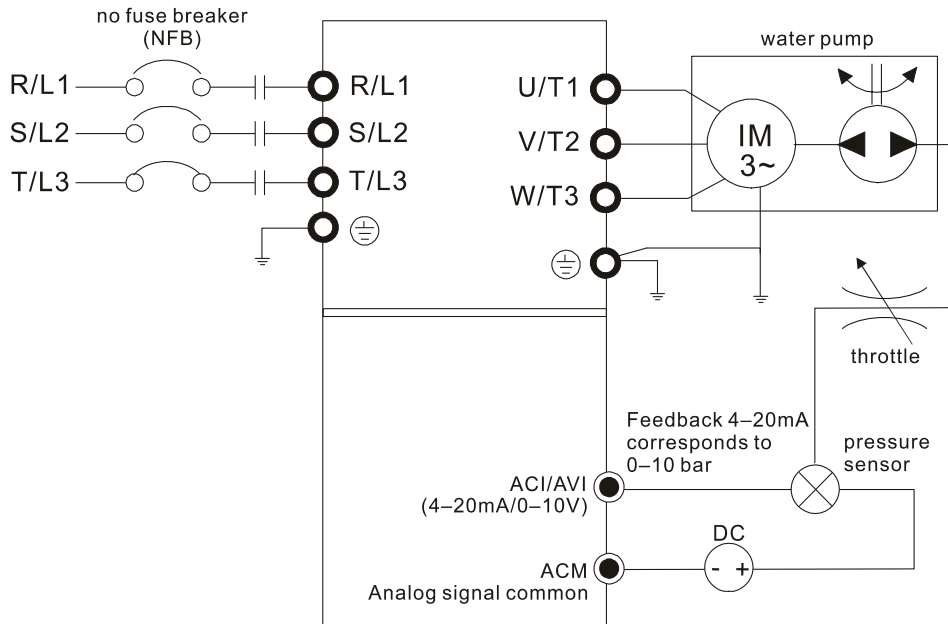 no fuse breaker
(NFB)
water pump
R/L1
R/L1
U/T1
S/L2
S/L2
V/T2
IM
3~
T/L3
T/L3
W/T3
throttle
Feedback 4–20mA
corresponds to
0–10 bar
pressure
sensor
ACI/AVI
(4–20mA/0–10V)
DC
- +
ACM
Analog signal common